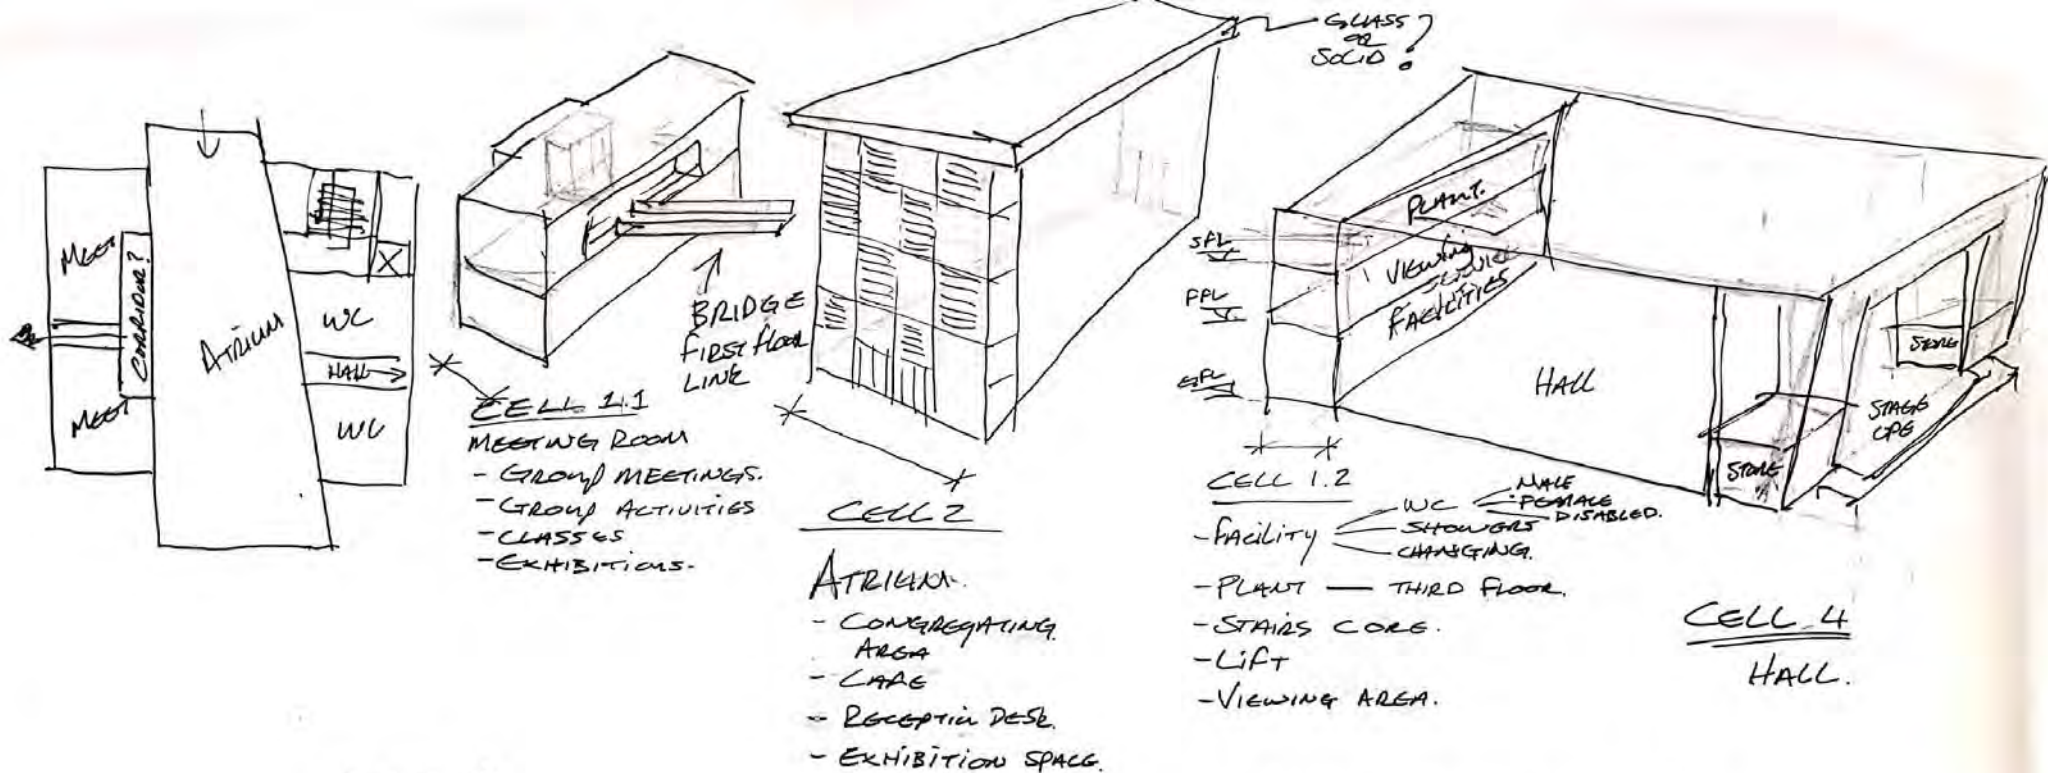 MEET
CORRIDOR?
MEET
ATRIUM
WC
HALL
WC
BRIDGE
FIRST FLOOR
LINK
CELL 1.1
MEETING ROOM
- GROUP MEETINGS.
- GROUP ACTIVITIES
- CLASSES
- EXHIBITIONS.
GLASS
OR
SOLID?
CELL 2
ATRIUM.
- CONGREGATING.
AREA
- CAFE
- RECEPTION DESK.
- EXHIBITION SPACE.
SFL
FFL
GFL
PLANT.
VIEWING
FACILITIES
HALL
STORE
STORE
STAGE
CELL 1.2
- FACILITY
WC
MALE
FEMALE
DISABLED.
SHOWERS
CHANGING.
- PLANT — THIRD FLOOR.
- STAIRS CORE.
- LIFT
- VIEWING AREA.
CELL 4
HALL.